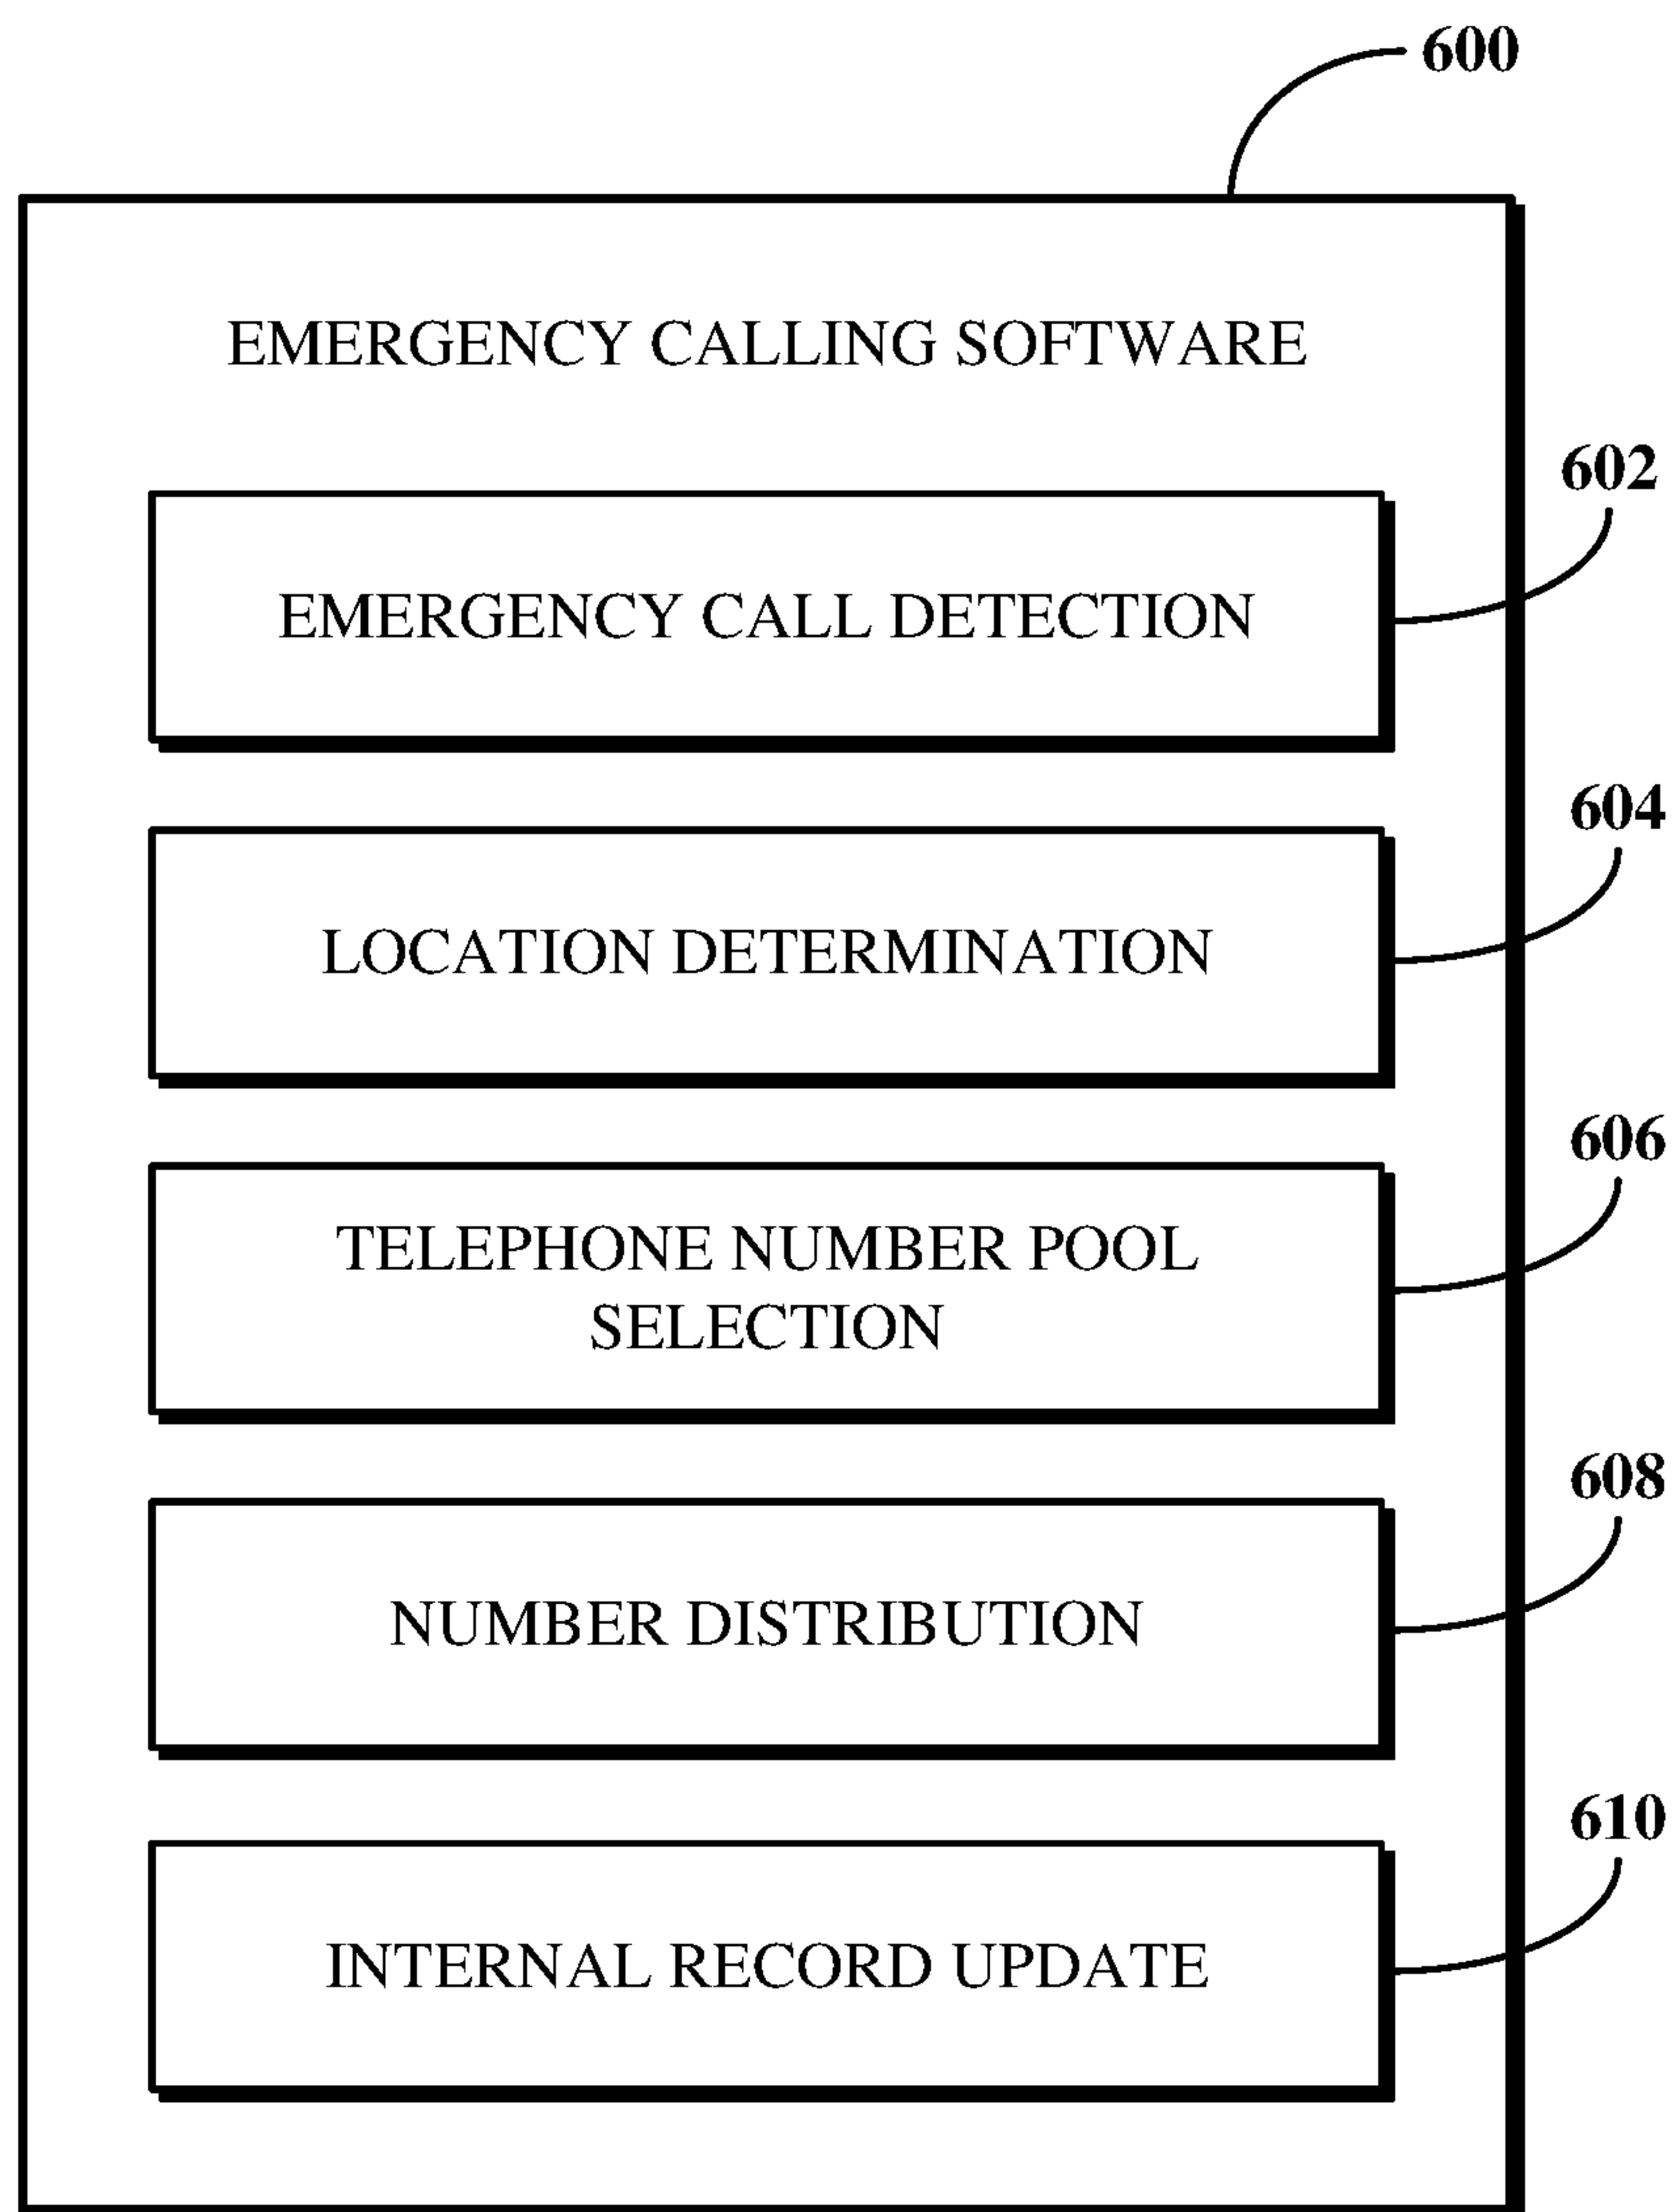 600
EMERGENCY CALLING SOFTWARE
602
EMERGENCY CALL DETECTION
604
LOCATION DETERMINATION
606
TELEPHONE NUMBER POOL
SELECTION
608
NUMBER DISTRIBUTION
610
INTERNAL RECORD UPDATE